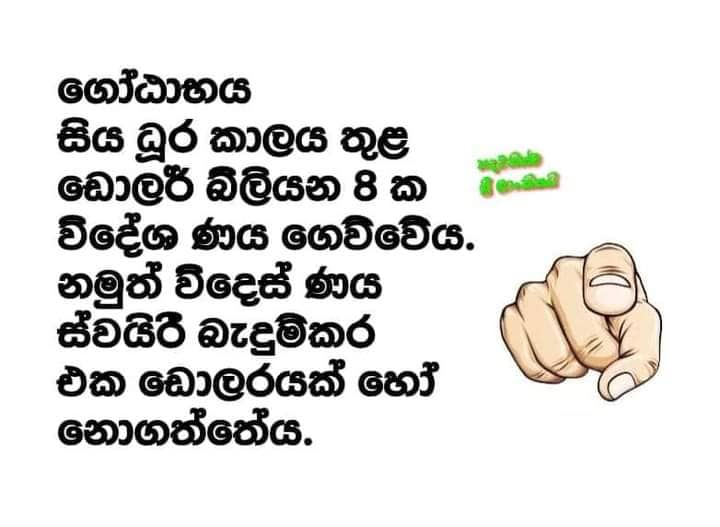 ගෝඨාභය
සිය ධූර කාලය තුළ
ඩොලර් බිලියන 8 ක
විදේශ ණය ගෙව්වේය.
නමුත් විදෙස් ණය
ස්වයිරී බැදුම්කර
එක ඩොලරයක් හෝ
නොගත්තේය.